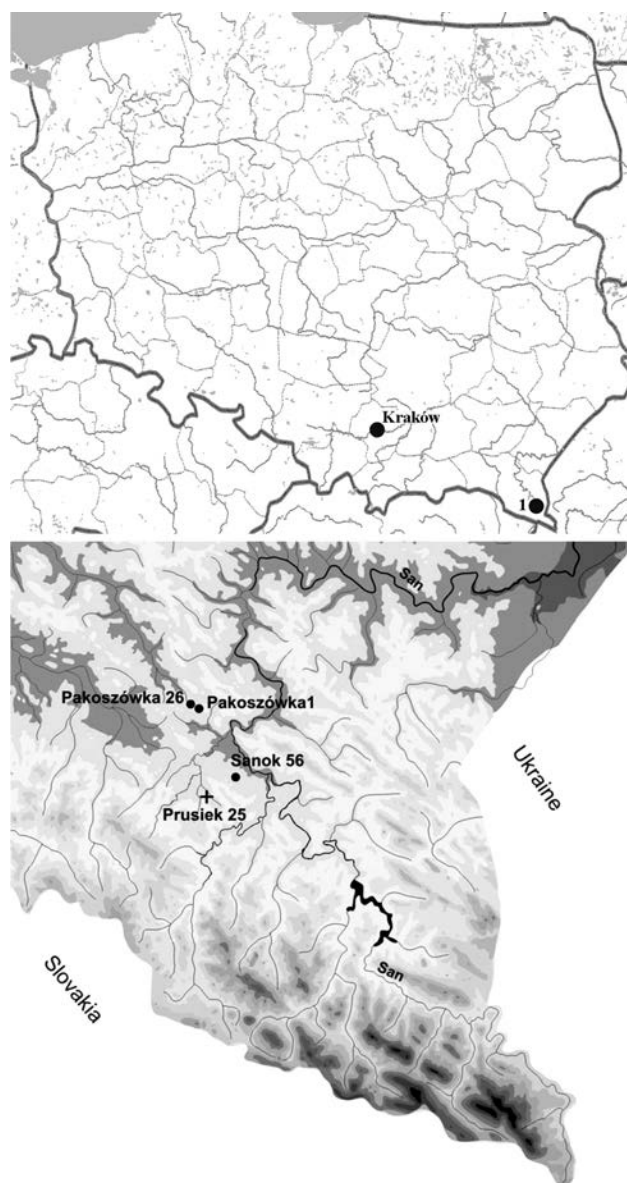 Kraków
1
San
Pakoszówka 26
Pakoszówka1
Sanok 56
Prusiek 25
Ukraine
San
Slovakia